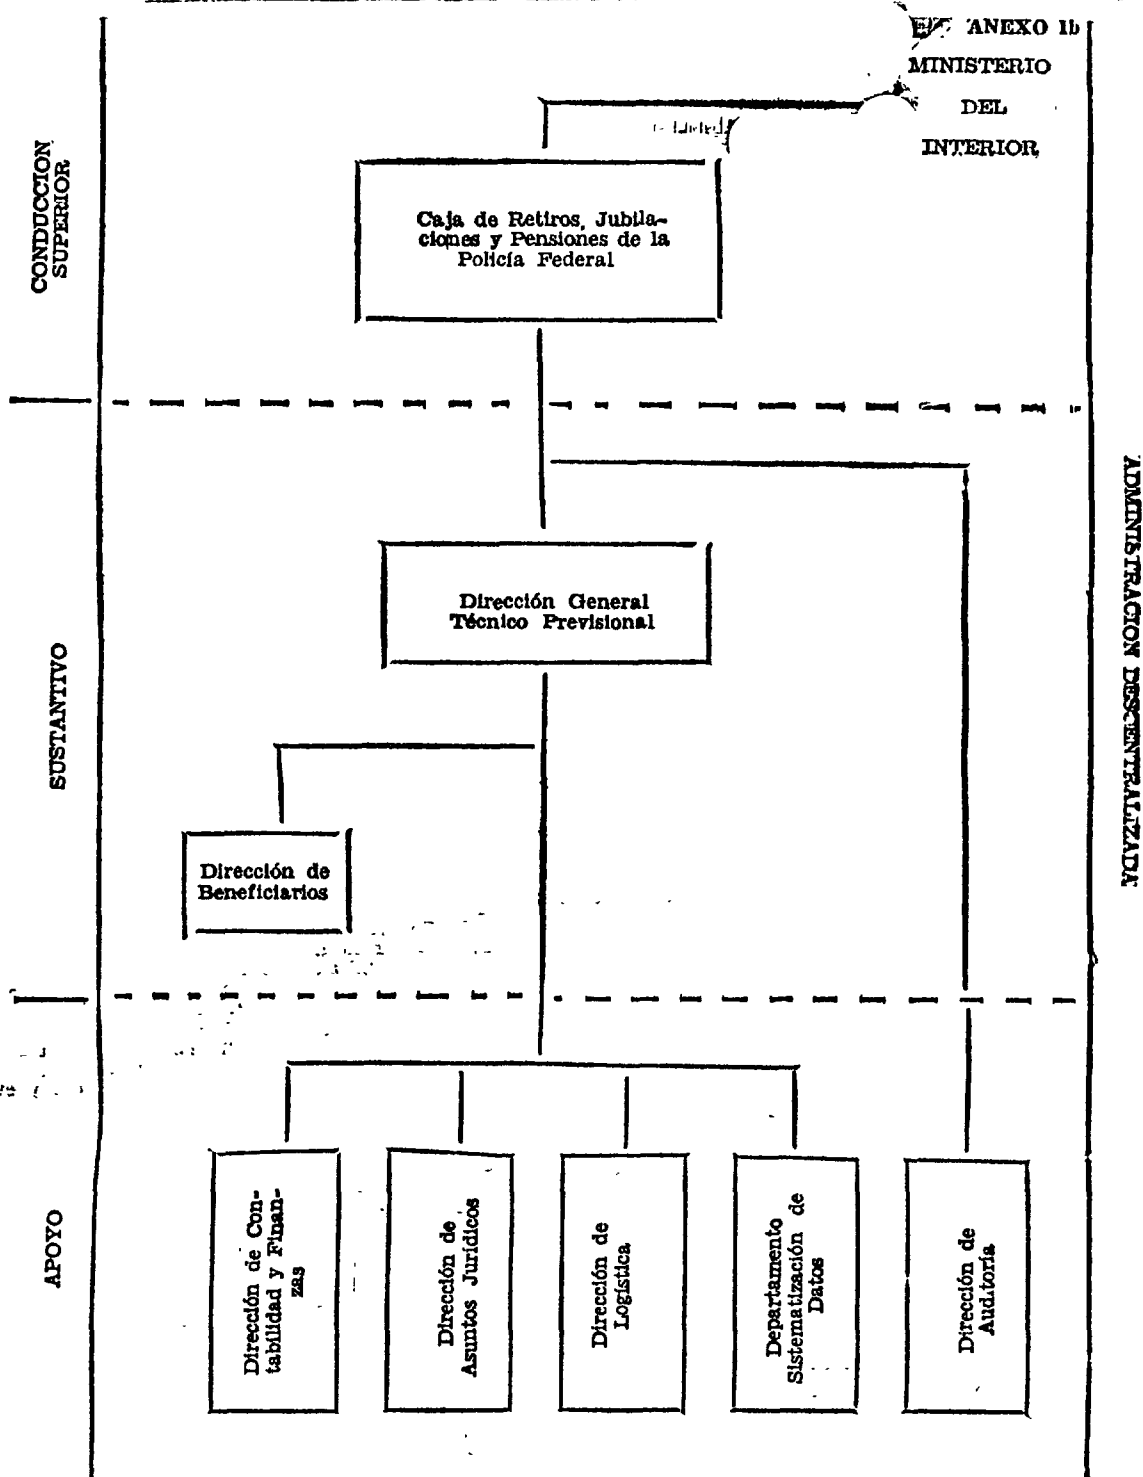 ANEXO 1b
MINISTERIO
DEL
INTERIOR
CONDUCCION
SUPERIOR
Caja de Retiros, Jubila-
ciones y Pensiones de la
Policía Federal
ADMINISTRACION DESCENTRALIZADA
SUSTANTIVO
Dirección General
Técnico Previsional
Dirección de
Beneficiarios
APOYO
Dirección de Con-
tabilidad y Finan-
zas
Dirección de
Asuntos Jurídicos
Dirección de
Logística
Departamento
Sistematización de
Datos
Dirección de
Auditoría